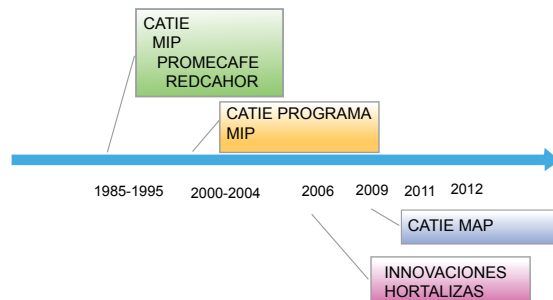 CATIE
MIP
PROMECAFE
REDCAHOR
CATIE PROGRAMA
MIP
1985-1995
2000-2004
2006
2009
2011
2012
CATIE MAP
INNOVACIONES
HORTALIZAS